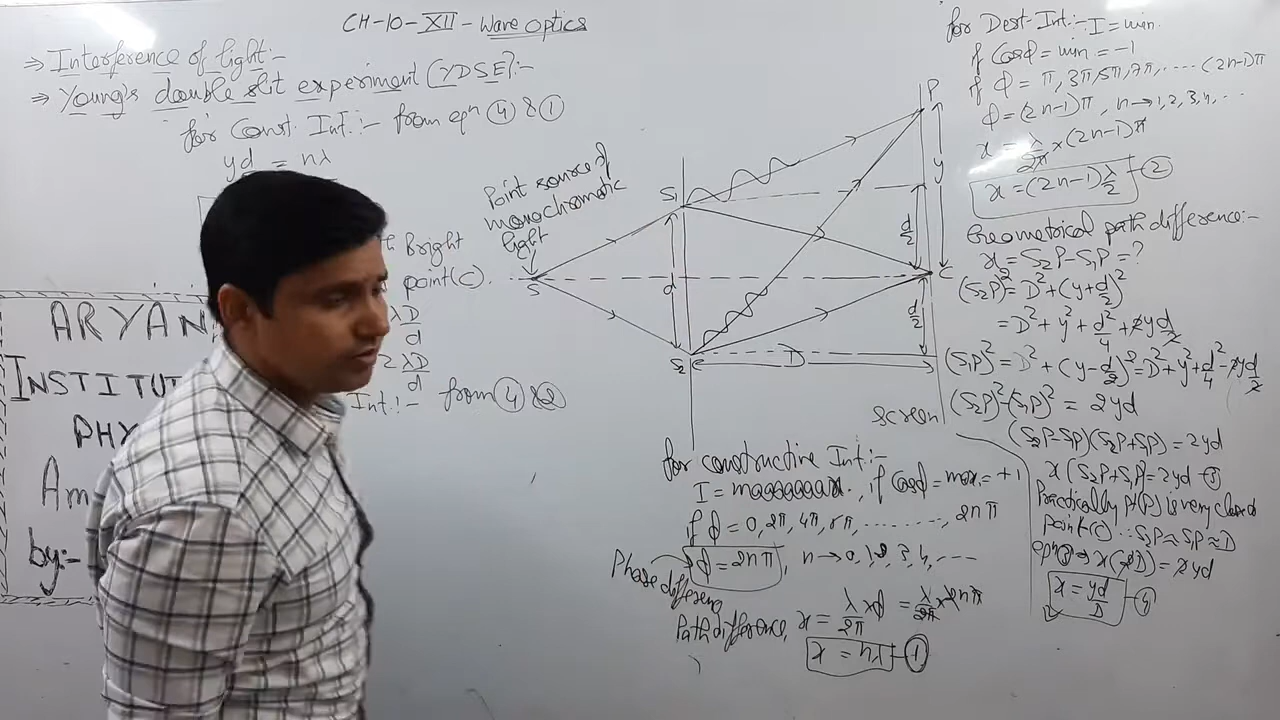 CH-10-XII-Wave Optics
⇒ Interference of light:-
⇒ Young's double slit experiment (YDSE):-
for Const. Int.:- from eqn ④ & ①
yd = nλ
Bright
point(C).
λD
d
2λD
d
Int:- from ④ & ②
ARYAN
INSTITUT
PHY
Am
by:-
Point source of
monochromatic
light
S
S1
S2
d
D
P
y
d/2
C
d/2
screen
for constructive Int:-
I = max., if Cosϕ = max = +1
if ϕ = 0, 2π, 4π, 6π, ........, 2nπ
ϕ = 2nπ, n → 0, 1, 2, 3, 4, ----
Phase
Path difference, x = λ/2π × ϕ = λ/2π × 2nπ
x = nλ -①
for Dest. Int:- I = min.
if Cosϕ = min = -1
if ϕ = π, 3π, 5π, 7π, ---- (2n-1)π
ϕ = (2n-1)π, n → 1, 2, 3, 4, ...
x = λ/2π × (2n-1)π
x = (2n-1) λ/2 -②
Geometrical path difference:-
x = S2P - S1P = ?
(S2P)² = D² + (y + d/2)²
= D² + y² + d²/4 + 2yd/2
(S1P)² = D² + (y - d/2)² = D² + y² + d²/4 - 2yd/2
(S2P)² - (S1P)² = 2yd
(S2P - S1P)(S2P + S1P) = 2yd
x (S2P + S1P) = 2yd -③
Practically pt(P) is very close to
point(C) ∴ S2P ≈ S1P ≈ D
eqn ③ ⇒ x(2D) = 2yd
x = yd/D -④